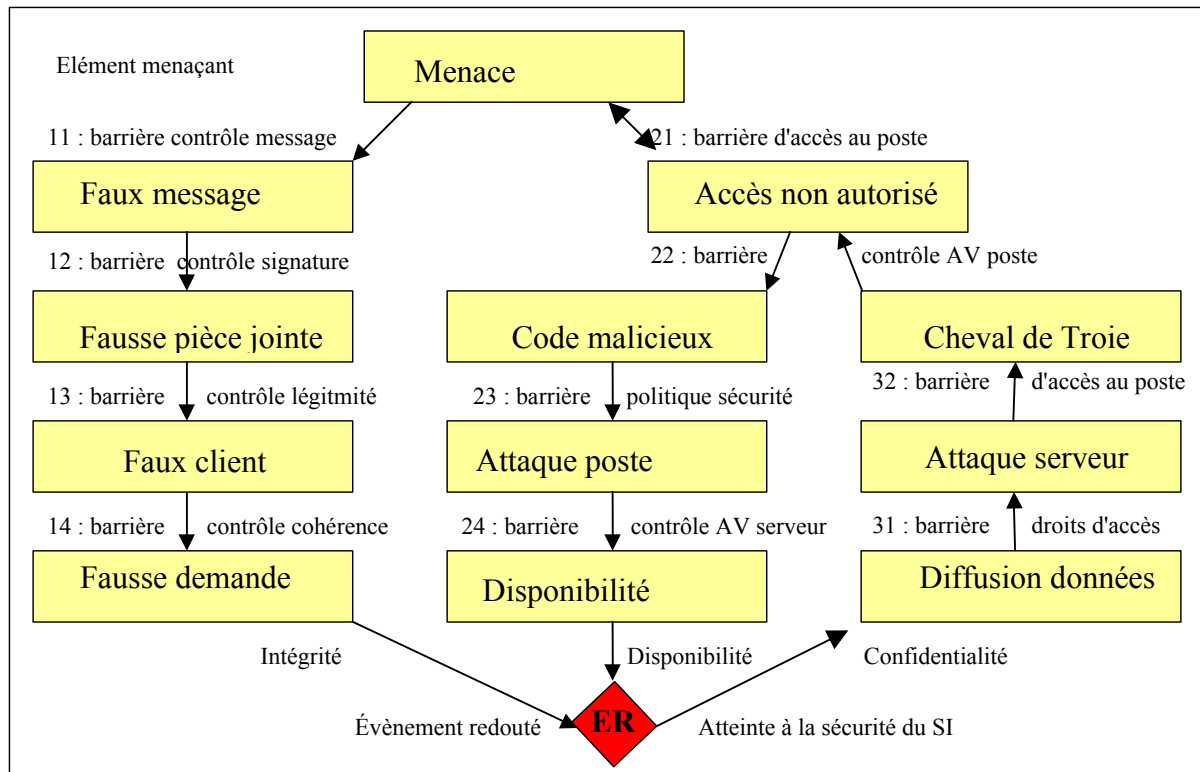 Menace
Elément menaçant
11 : barrière contrôle message
21 : barrière d'accès au poste
Faux message
Accès non autorisé
12 : barrière contrôle signature
22 : barrière
contrôle AV poste
Fausse pièce jointe
Code malicieux
Cheval de Troie
13 : barrière contrôle légitmité
23 : barrière politique sécurité
32 : barrière d'accès au poste
Faux client
Attaque poste
Attaque serveur
14 : barrière contrôle cohérence
24 : barrière contrôle AV serveur
31 : barrière droits d'accès
Fausse demande
Disponibilité
Diffusion données
Intégrité
Disponibilité
Confidentialité
Évènement redouté
ER
Atteinte à la sécurité du SI